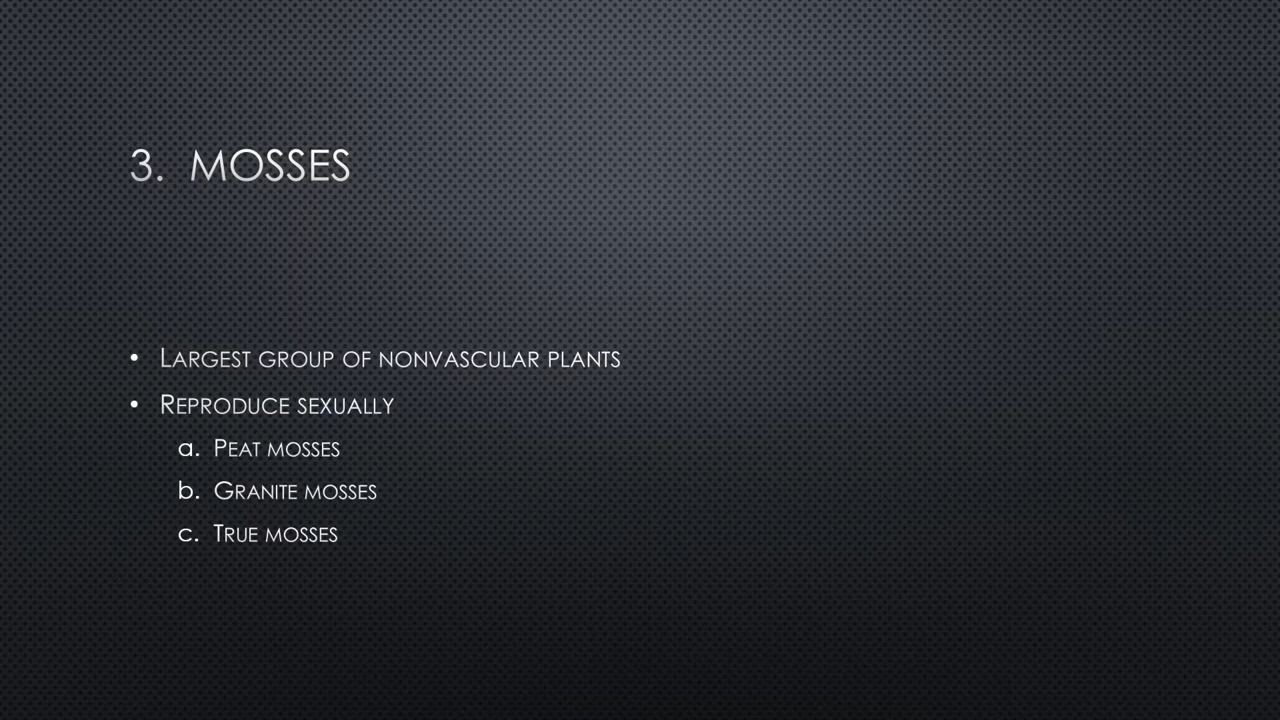 3. MOSSES
• LARGEST GROUP OF NONVASCULAR PLANTS
• REPRODUCE SEXUALLY
a. PEAT MOSSES
b. GRANITE MOSSES
c. TRUE MOSSES